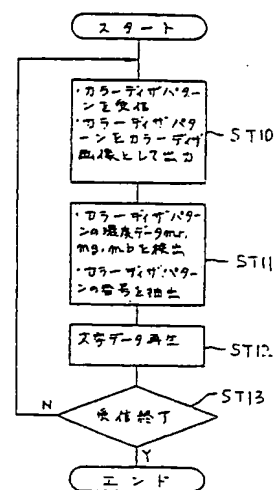 スタート
・カラーディザパター
ンを受信
・カラーディザパタ
ーンをカラーディザ
画像として出力
ST10
・カラーディザパター
ンの濃度データmr,
mg,mbを検出
・カラーディザパター
ンの番号を抽出
ST11
文字データ再生
ST12
受信終了
ST13
N
Y
エンド